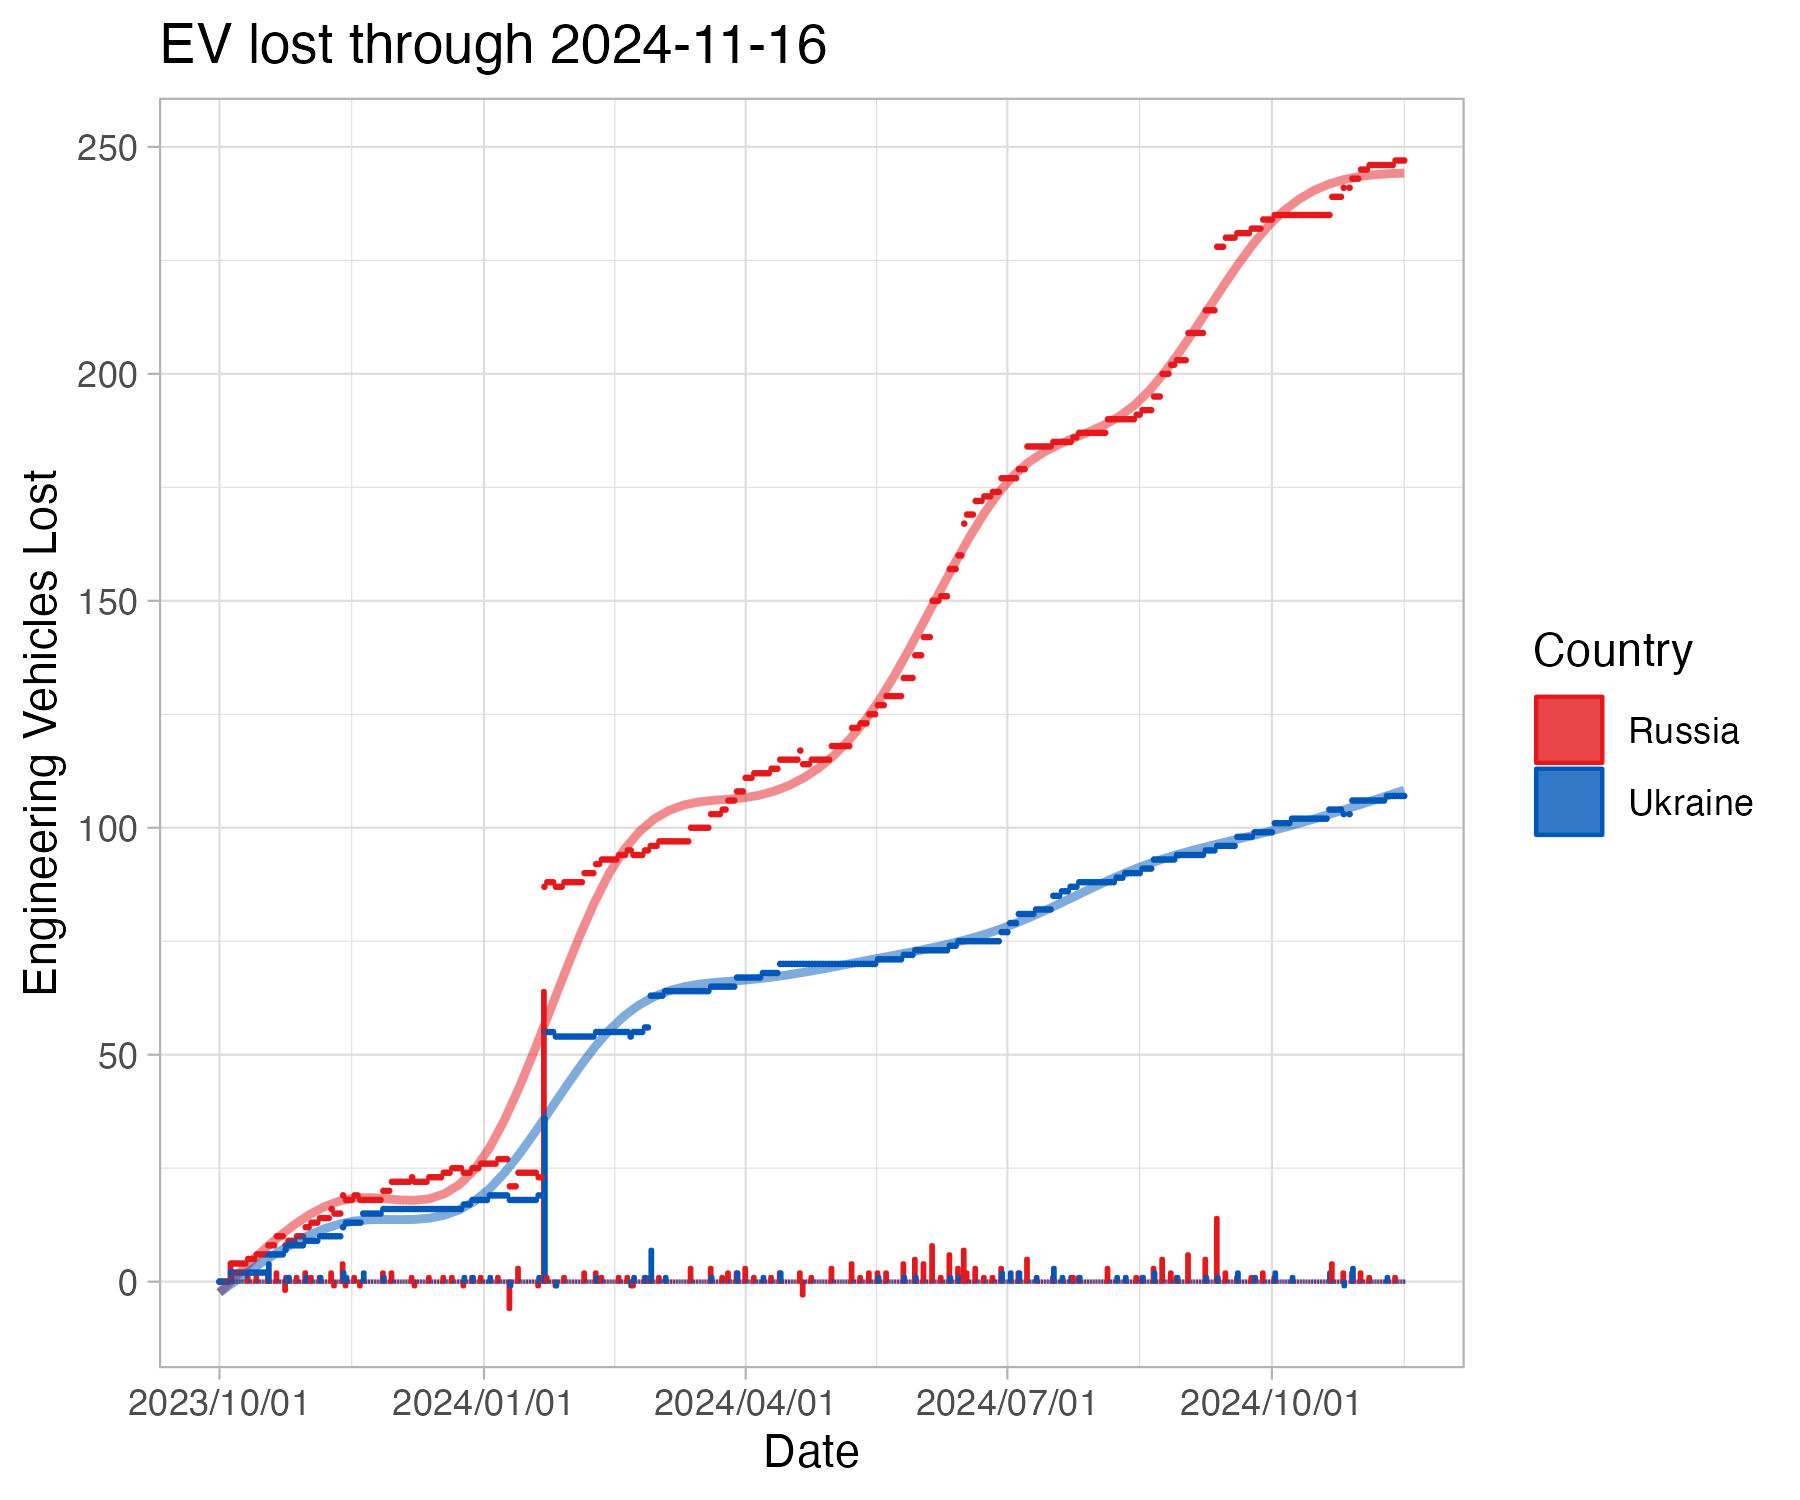 EV lost through 2024-11-16
Engineering Vehicles Lost
250
200
150
100
50
0
2023/10/01
2024/01/01
2024/04/01
2024/07/01
2024/10/01
Date
Country
Russia
Ukraine